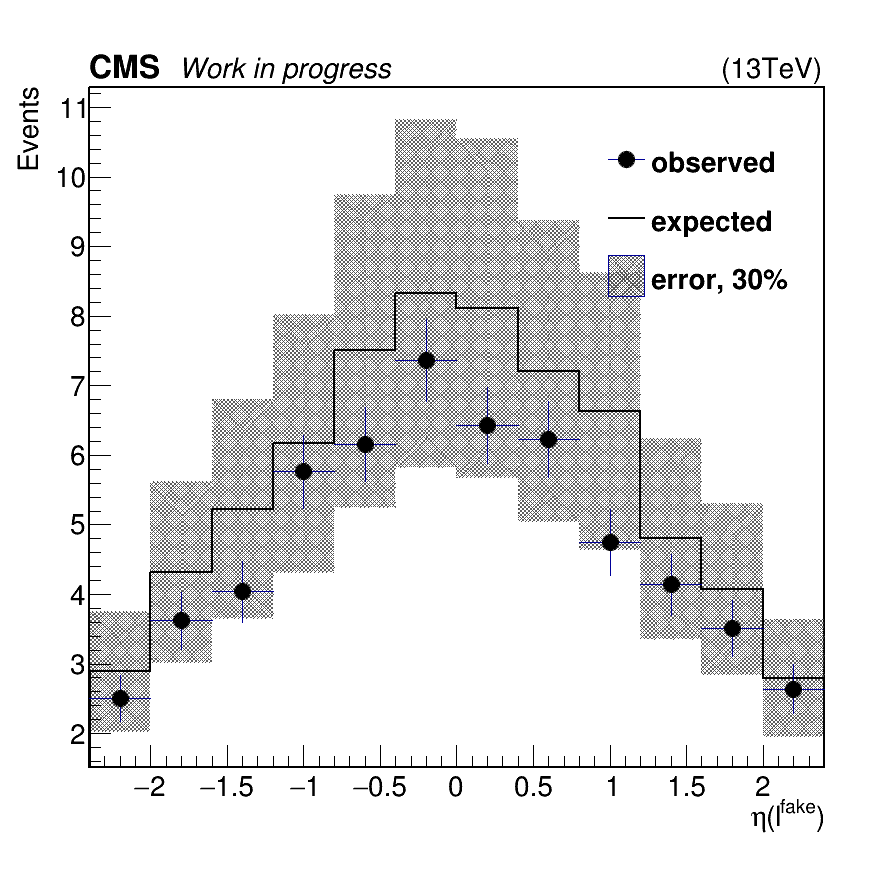 CMS Work in progress (13TeV)
Events
11
10
9
8
7
6
5
4
3
2
observed
expected
error, 30%
−2 −1.5 −1 −0.5 0 0.5 1 1.5 2
η(l^fake)